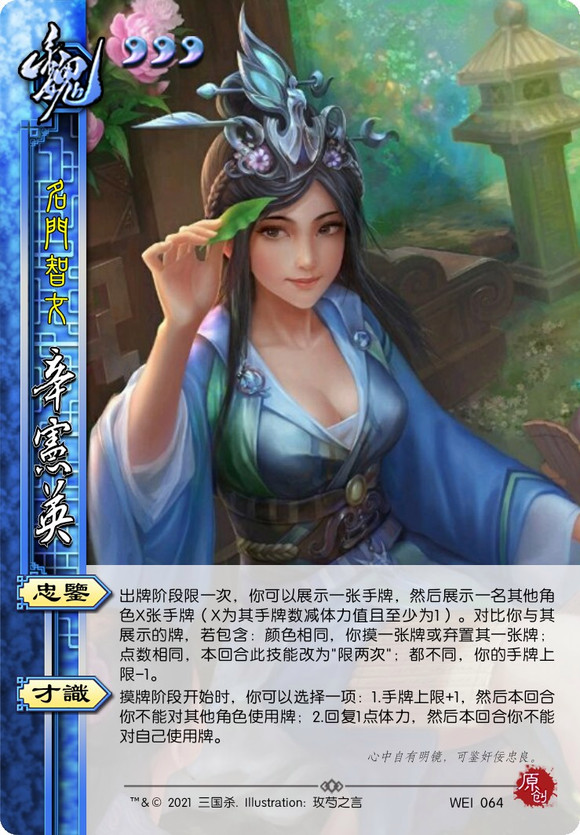 魏
名門智女
辛憲英
忠鑒
出牌阶段限一次，你可以展示一张手牌，然后展示一名其他角
色X张手牌（X为其手牌数减体力值且至少为1）。对比你与其
展示的牌，若包含：颜色相同，你摸一张牌或弃置其一张牌；
点数相同，本回合此技能改为"限两次"；都不同，你的手牌上
限-1。
才識
摸牌阶段开始时，你可以选择一项：1.手牌上限+1，然后本回合
你不能对其他角色使用牌；2.回复1点体力，然后本回合你不能
对自己使用牌。
心中自有明镜，可鉴奸佞忠良。
™&© 2021 三国杀. Illustration: 玫芍之言
WEI 064
原创